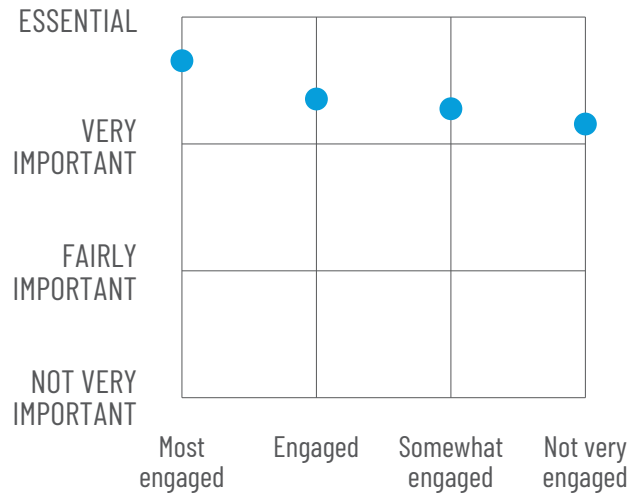 ESSENTIAL
VERY
IMPORTANT
FAIRLY
IMPORTANT
NOT VERY
IMPORTANT
Most
engaged
Engaged
Somewhat
engaged
Not very
engaged